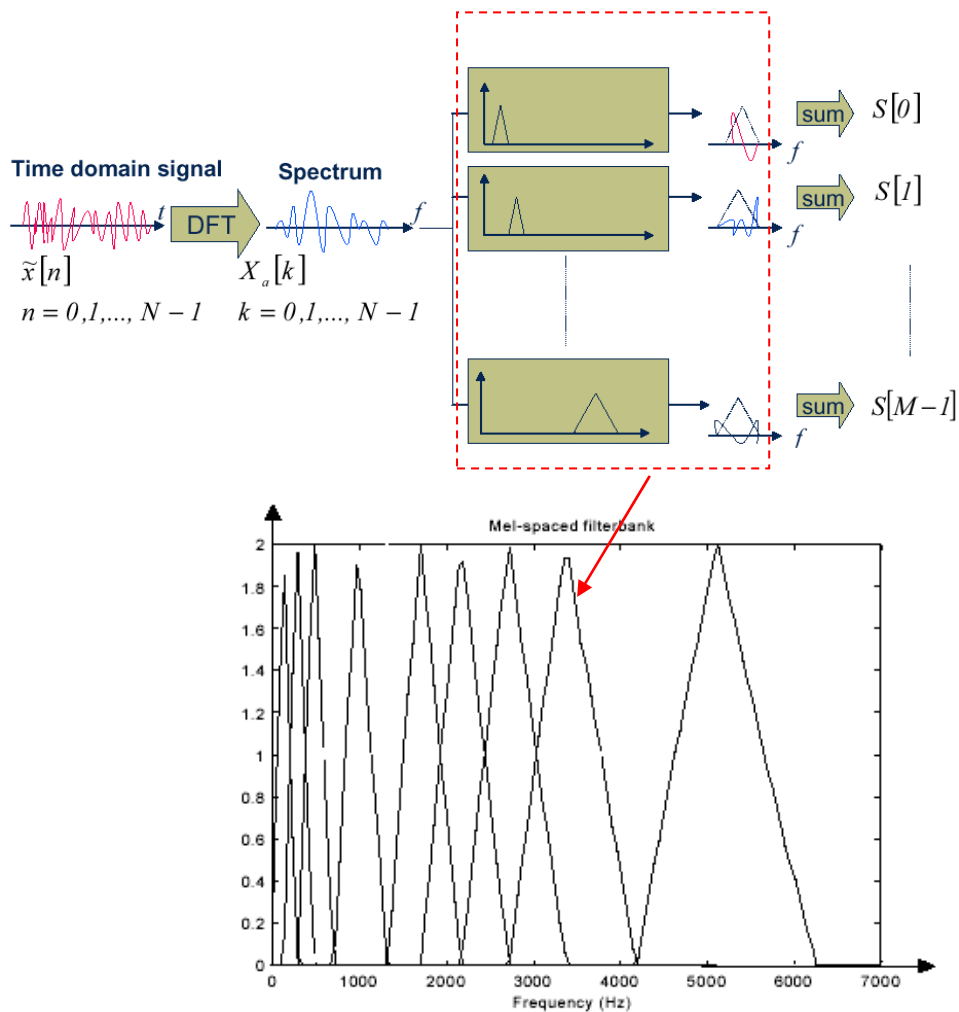 S[0]
sum
f
Time domain signal
Spectrum
t
DFT
f
sum
S[1]
f
x̃[n]
X_a[k]
n = 0,1,..., N – 1
k = 0,1,..., N – 1
sum
S[M – 1]
f
Mel-spaced filterbank
2
1.8
1.6
1.4
1.2
1
0.8
0.6
0.4
0.2
0
0 1000 2000 3000 4000 5000 6000 7000
Frequency (Hz)